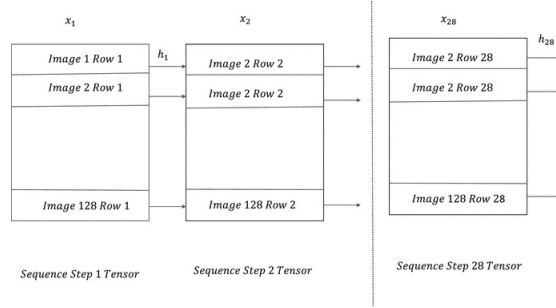 x₁
x₂
x₂₈
Image 1 Row 1
h₁
Image 2 Row 2
Image 2 Row 28
h₂₈
Image 2 Row 1
Image 2 Row 2
Image 2 Row 28
Image 128 Row 1
Image 128 Row 2
Image 128 Row 28
Sequence Step 1 Tensor
Sequence Step 2 Tensor
Sequence Step 28 Tensor